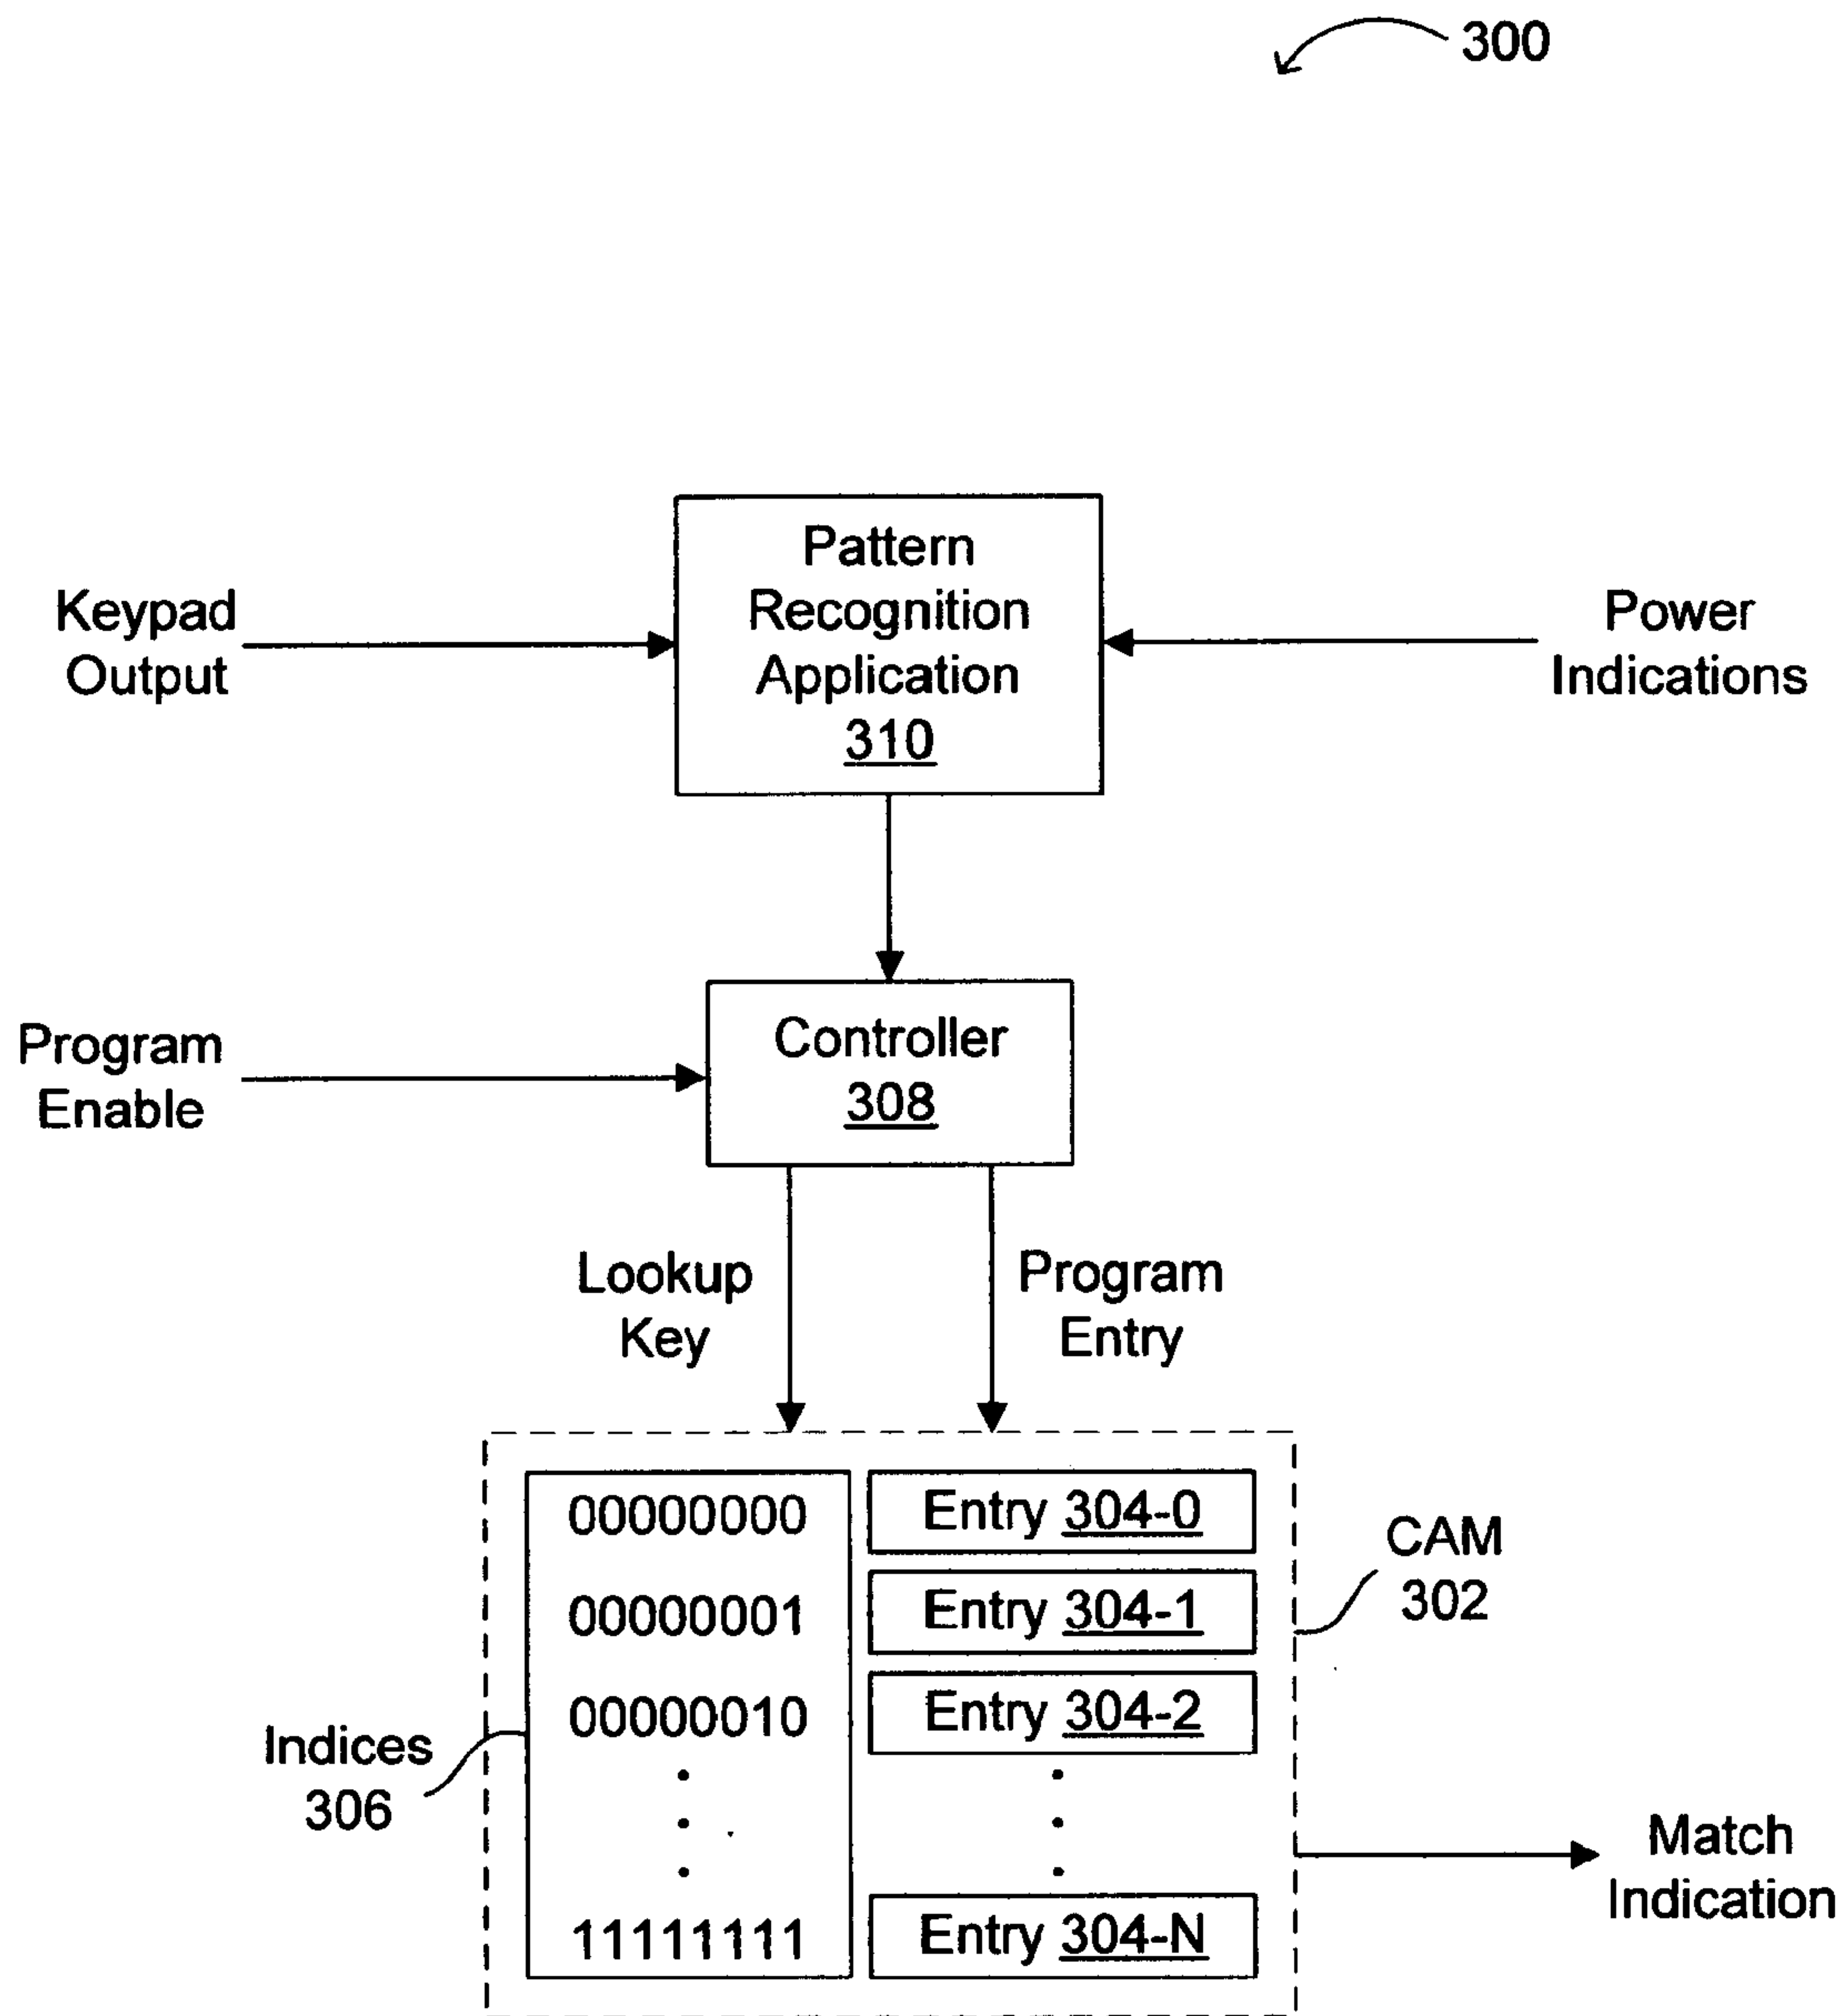 300
Pattern
Recognition
Application
310
Keypad
Output
Power
Indications
Controller
308
Program
Enable
Lookup
Key
Program
Entry
00000000
Entry 304-0
00000001
Entry 304-1
00000010
Entry 304-2
11111111
Entry 304-N
CAM
302
Indices
306
Match
Indication